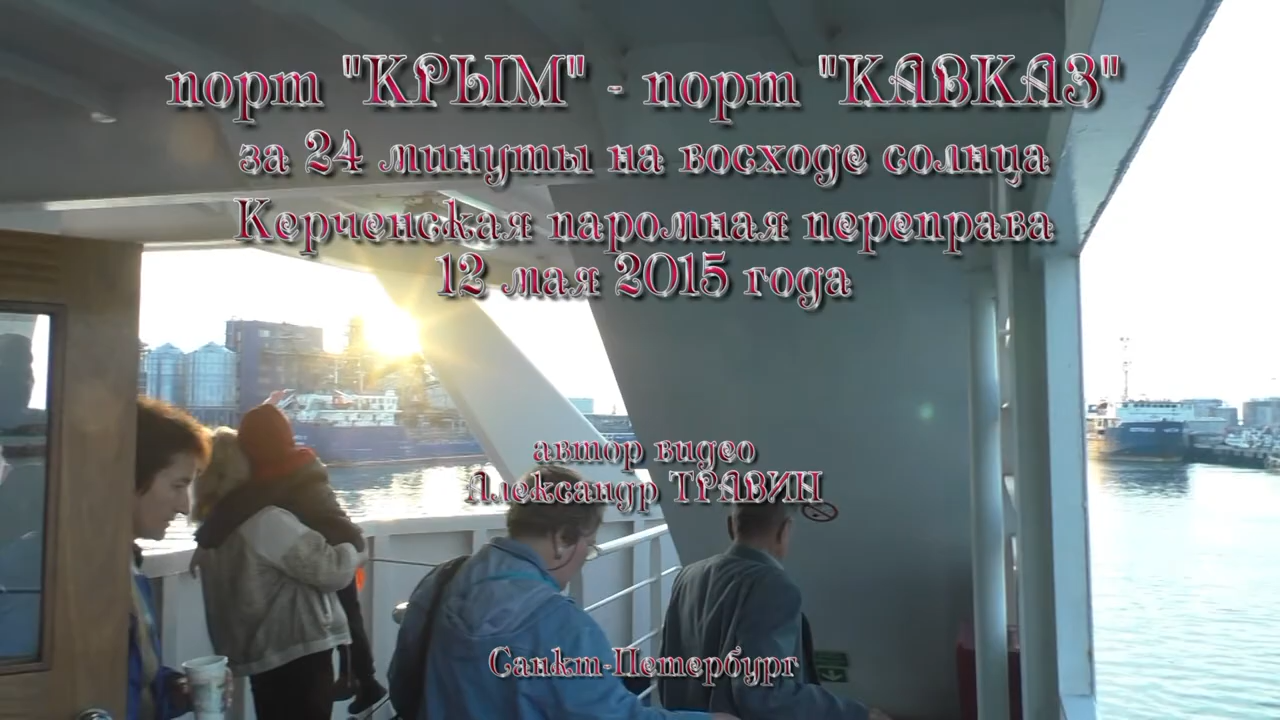 порт "КРЫМ" - порт "КАВКАЗ"
за 24 минуты на восходе солнца
Керченская паромная переправа
12 мая 2015 года
автор видео
Александр ТРАВИН
Санкт-Петербург